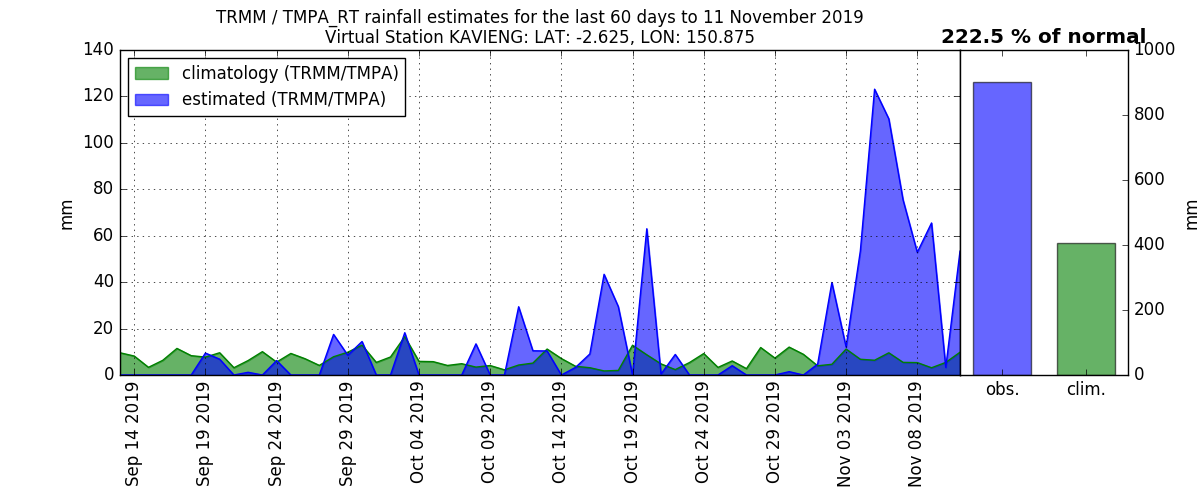 TRMM / TMPA_RT rainfall estimates for the last 60 days to 11 November 2019
Virtual Station KAVIENG: LAT: -2.625, LON: 150.875
222.5 % of normal
climatology (TRMM/TMPA)
estimated (TRMM/TMPA)
mm
140
120
100
80
60
40
20
0
Sep 14 2019
Sep 19 2019
Sep 24 2019
Sep 29 2019
Oct 04 2019
Oct 09 2019
Oct 14 2019
Oct 19 2019
Oct 24 2019
Oct 29 2019
Nov 03 2019
Nov 08 2019
obs.
clim.
1000
800
600
400
200
0
mm